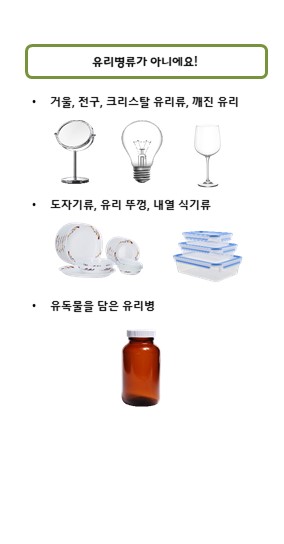 유리병류가 아니에요!
• 거울, 전구, 크리스탈 유리류, 깨진 유리
• 도자기류, 유리 뚜껑, 내열 식기류
• 유독물을 담은 유리병